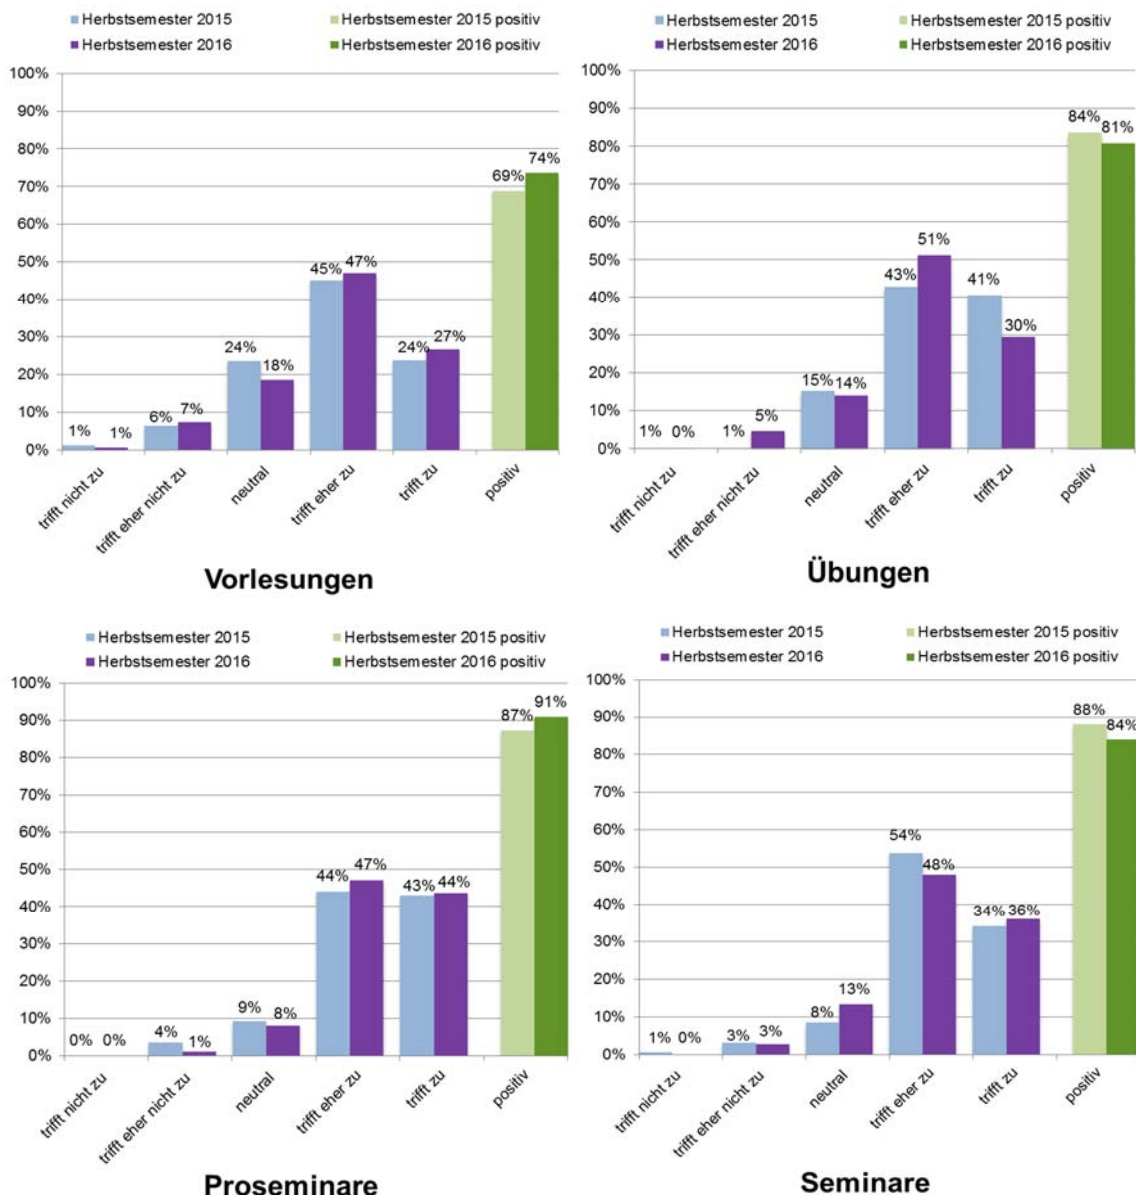 Herbstsemester 2015 Herbstsemester 2015 positiv
Herbstsemester 2016 Herbstsemester 2016 positiv
100%
90%
80%
70%
60%
50%
40%
30%
20%
10%
0%
1% 1% 6% 7% 24% 18% 45% 47% 24% 27% 69% 74%
trifft nicht zu
trifft eher nicht zu
neutral
trifft eher zu
trifft zu
positiv
Vorlesungen
Herbstsemester 2015 Herbstsemester 2015 positiv
Herbstsemester 2016 Herbstsemester 2016 positiv
100%
90%
80%
70%
60%
50%
40%
30%
20%
10%
0%
1% 0% 1% 5% 15% 14% 43% 51% 41% 30% 84% 81%
trifft nicht zu
trifft eher nicht zu
neutral
trifft eher zu
trifft zu
positiv
Übungen
Herbstsemester 2015 Herbstsemester 2015 positiv
Herbstsemester 2016 Herbstsemester 2016 positiv
100%
90%
80%
70%
60%
50%
40%
30%
20%
10%
0%
0% 0% 4% 1% 9% 8% 44% 47% 43% 44% 87% 91%
trifft nicht zu
trifft eher nicht zu
neutral
trifft eher zu
trifft zu
positiv
Proseminare
Herbstsemester 2015 Herbstsemester 2015 positiv
Herbstsemester 2016 Herbstsemester 2016 positiv
100%
90%
80%
70%
60%
50%
40%
30%
20%
10%
0%
1% 0% 3% 3% 8% 13% 54% 48% 34% 36% 88% 84%
trifft nicht zu
trifft eher nicht zu
neutral
trifft eher zu
trifft zu
positiv
Seminare